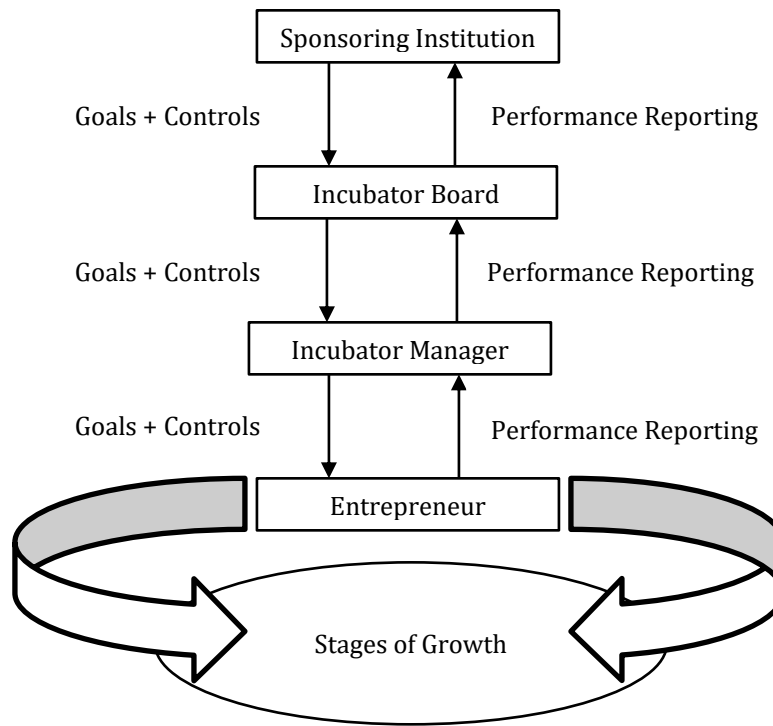 Sponsoring Institution
Goals + Controls
Performance Reporting
Incubator Board
Goals + Controls
Performance Reporting
Incubator Manager
Goals + Controls
Performance Reporting
Entrepreneur
Stages of Growth